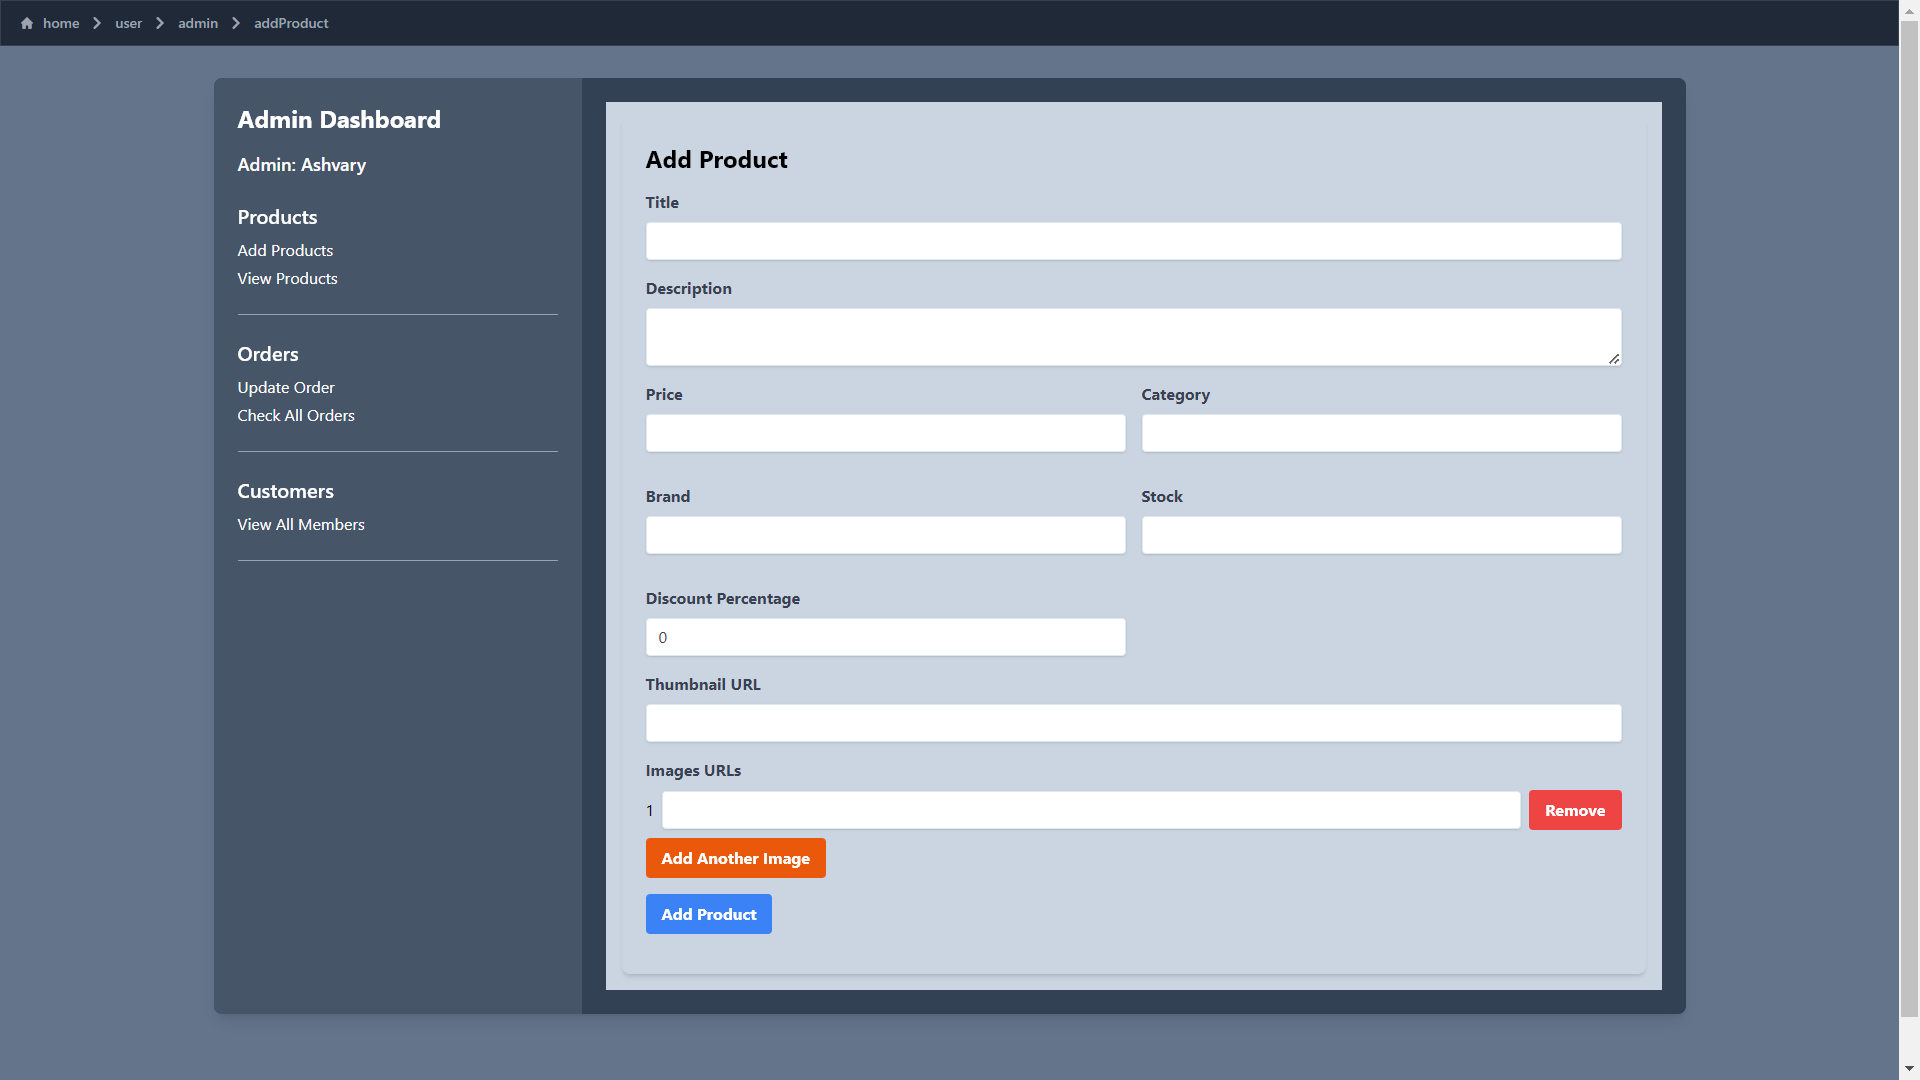 home user admin addProduct
Admin Dashboard
Admin: Ashvary
Products
Add Products
View Products
Orders
Update Order
Check All Orders
Customers
View All Members
Add Product
Title
Description
Price Category
Brand Stock
Discount Percentage
0
Thumbnail URL
Images URLs
1 Remove
Add Another Image
Add Product